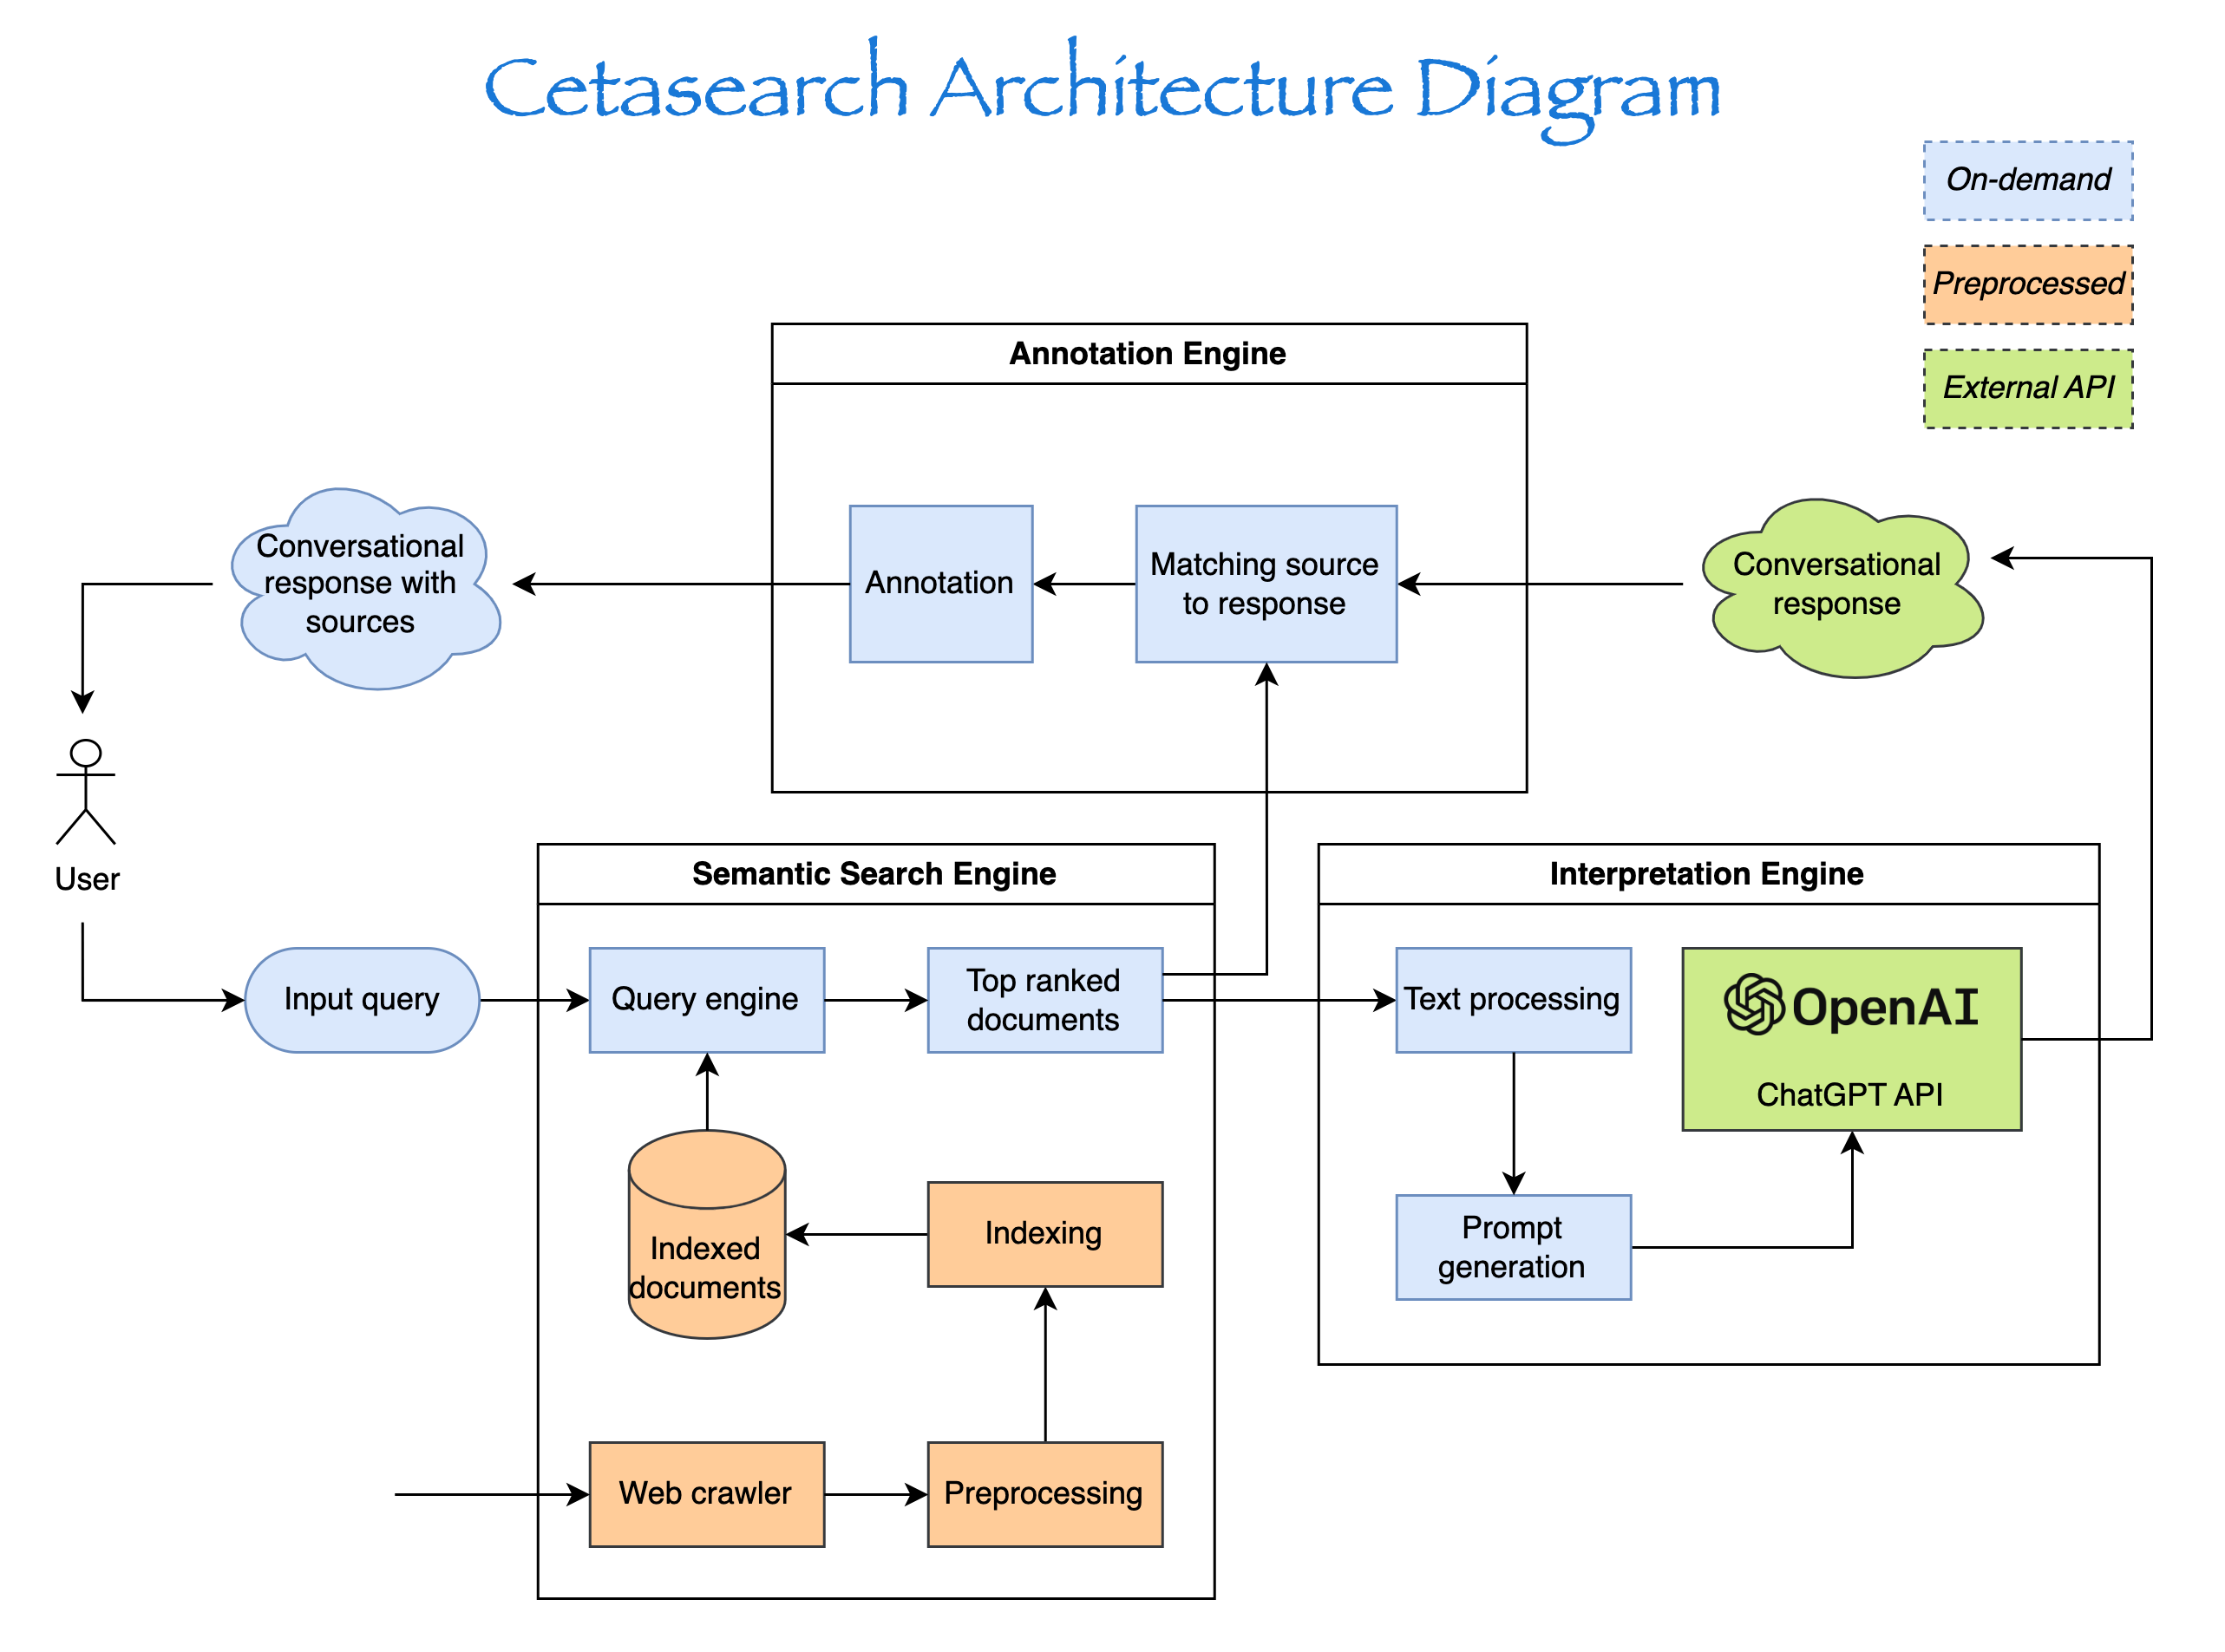 Cetasearch Architecture Diagram
On-demand
Preprocessed
External API
Annotation Engine
Conversational
response with
sources
Annotation
Matching source
to response
Conversational
response
User
Semantic Search Engine
Interpretation Engine
Input query
Query engine
Top ranked
documents
Text processing
OpenAI
ChatGPT API
Indexed
documents
Indexing
Prompt
generation
Web crawler
Preprocessing